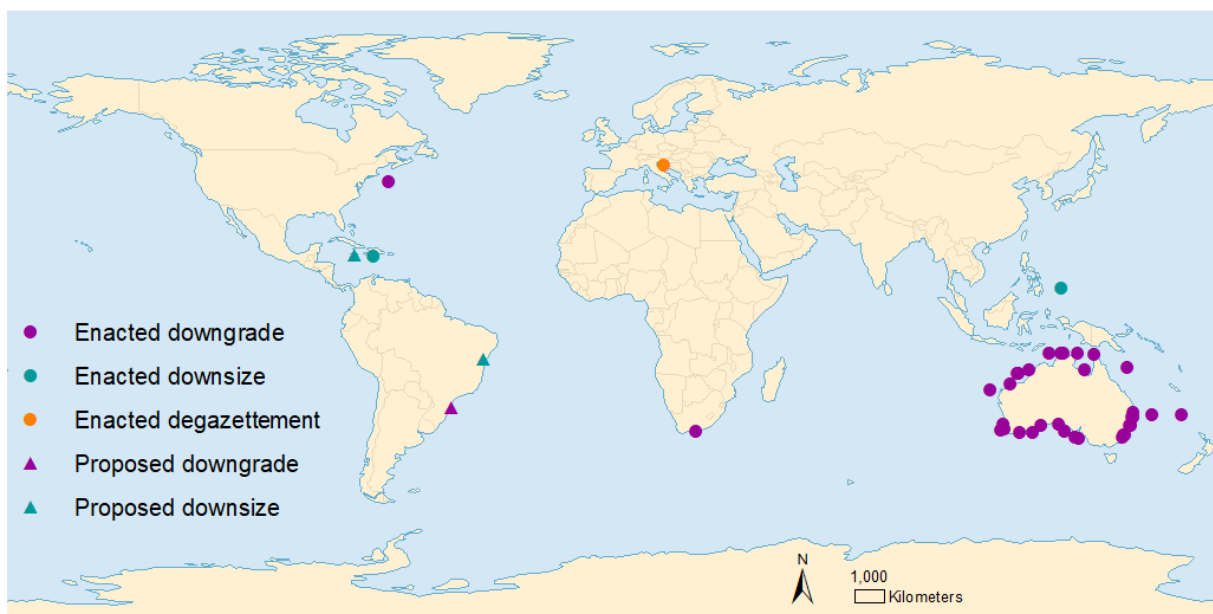 Enacted downgrade
Enacted downsize
Enacted degazettement
Proposed downgrade
Proposed downsize
N
1,000
Kilometers